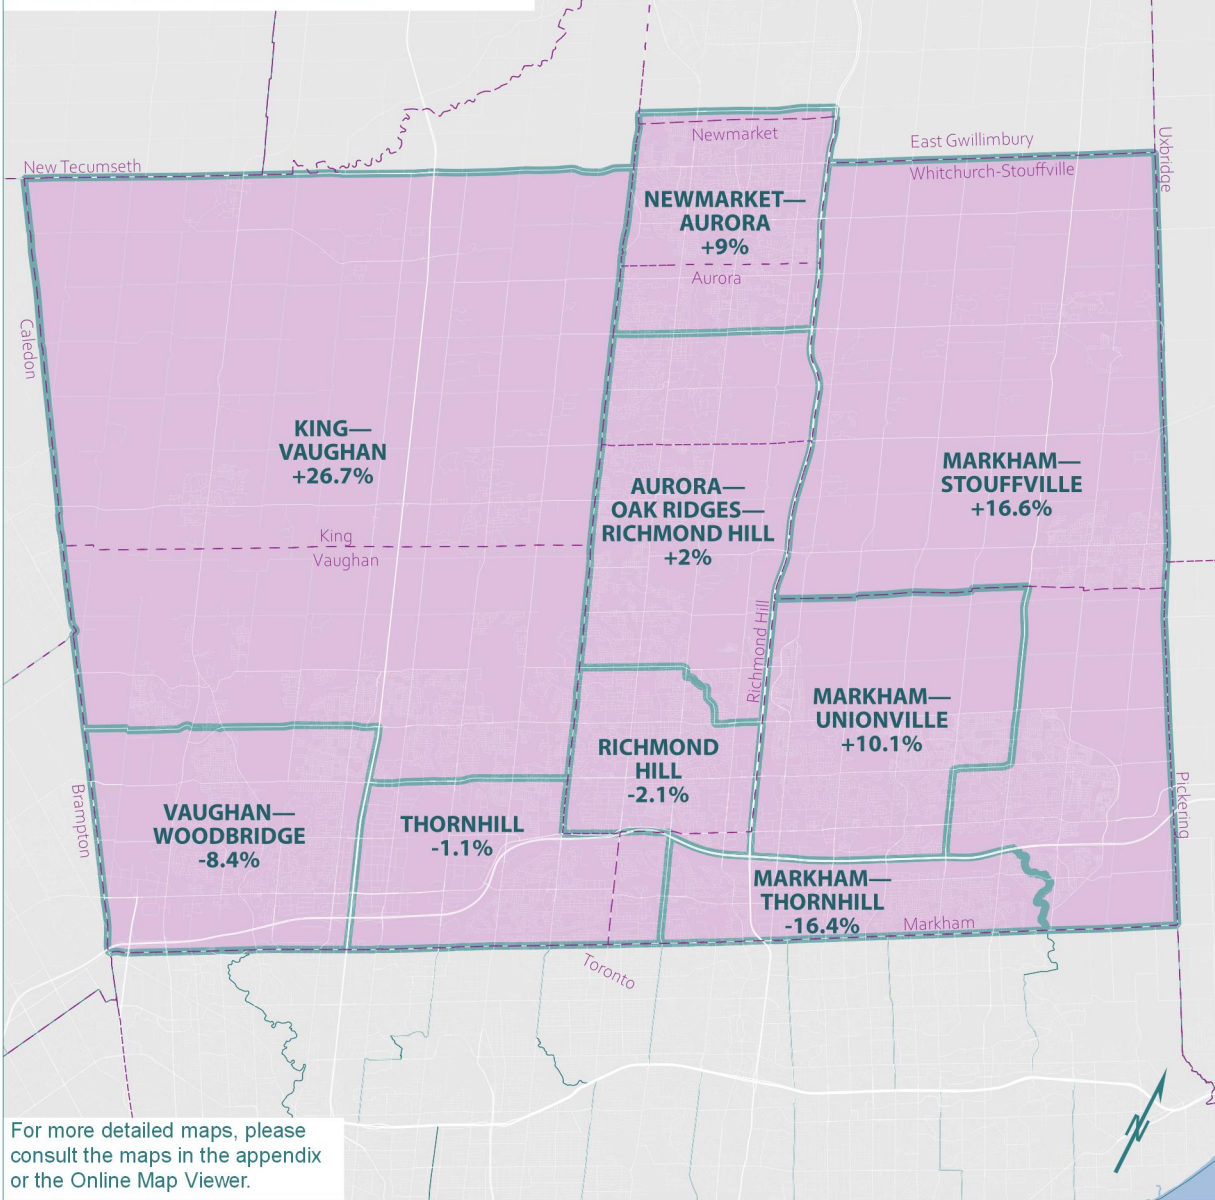 Newmarket
East Gwillimbury
Uxbridge
New Tecumseth
Whitchurch-Stouffville
NEWMARKET—
AURORA
+9%
Aurora
Caledon
KING—
VAUGHAN
+26.7%
MARKHAM—
STOUFFVILLE
+16.6%
AURORA—
OAK RIDGES—
RICHMOND HILL
+2%
King
Vaughan
Richmond Hill
MARKHAM—
UNIONVILLE
+10.1%
RICHMOND
HILL
-2.1%
Brampton
VAUGHAN—
WOODBRIDGE
-8.4%
THORNHILL
-1.1%
Pickering
MARKHAM—
THORNHILL
-16.4%
Markham
Toronto
For more detailed maps, please
consult the maps in the appendix
or the Online Map Viewer.
N